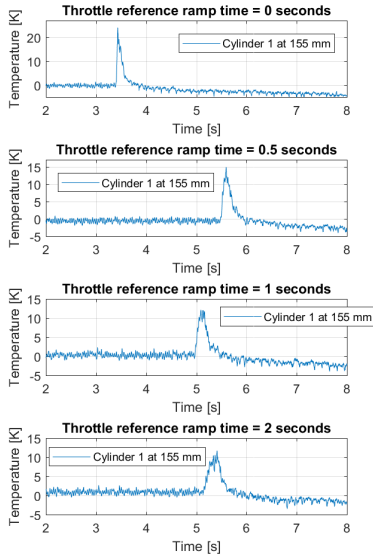 Throttle reference ramp time = 0 seconds
Temperature [K]
20
10
0
Cylinder 1 at 155 mm
2 3 4 5 6 7 8
Time [s]
Throttle reference ramp time = 0.5 seconds
Temperature [K]
15
10
5
0
-5
Cylinder 1 at 155 mm
2 3 4 5 6 7 8
Time [s]
Throttle reference ramp time = 1 seconds
Temperature [K]
15
10
5
0
-5
Cylinder 1 at 155 mm
2 3 4 5 6 7 8
Time [s]
Throttle reference ramp time = 2 seconds
Temperature [K]
15
10
5
0
-5
Cylinder 1 at 155 mm
2 3 4 5 6 7 8
Time [s]